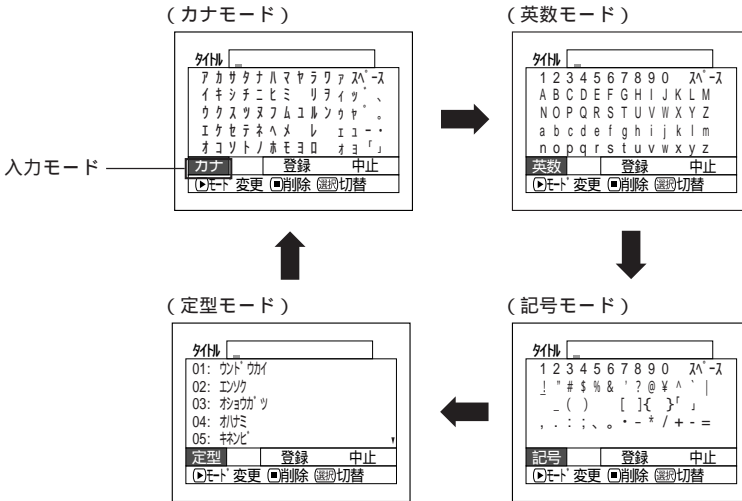 （カナモード）
タイトル _
アカサタナハマヤラワァスペース
イキシチニヒミ リヲィッ゛、
ウクスツヌフムユルンゥャ゜。
エケセテネヘメ レ ェュー・
オコソトノホモヨロ ォョ「」
カナ 登録 中止
モード変更 削除 選択切替
入力モード
（英数モード）
タイトル _
1 2 3 4 5 6 7 8 9 0 スペース
A B C D E F G H I J K L M
N O P Q R S T U V W X Y Z
a b c d e f g h i j k l m
n o p q r s t u v w x y z
英数 登録 中止
モード変更 削除 選択切替
（定型モード）
タイトル _
01: ウンドウカイ
02: エンソク
03: オショウガツ
04: オハナミ
05: キネンビ
定型 登録 中止
モード変更 削除 選択切替
（記号モード）
タイトル _
1 2 3 4 5 6 7 8 9 0 スペース
! " # $ % & ' ? @ ¥ ^ ` |
_ ( ) [ ] { } 「 」
, . : ; 、 。 ・ - * / + - =
記号 登録 中止
モード変更 削除 選択切替